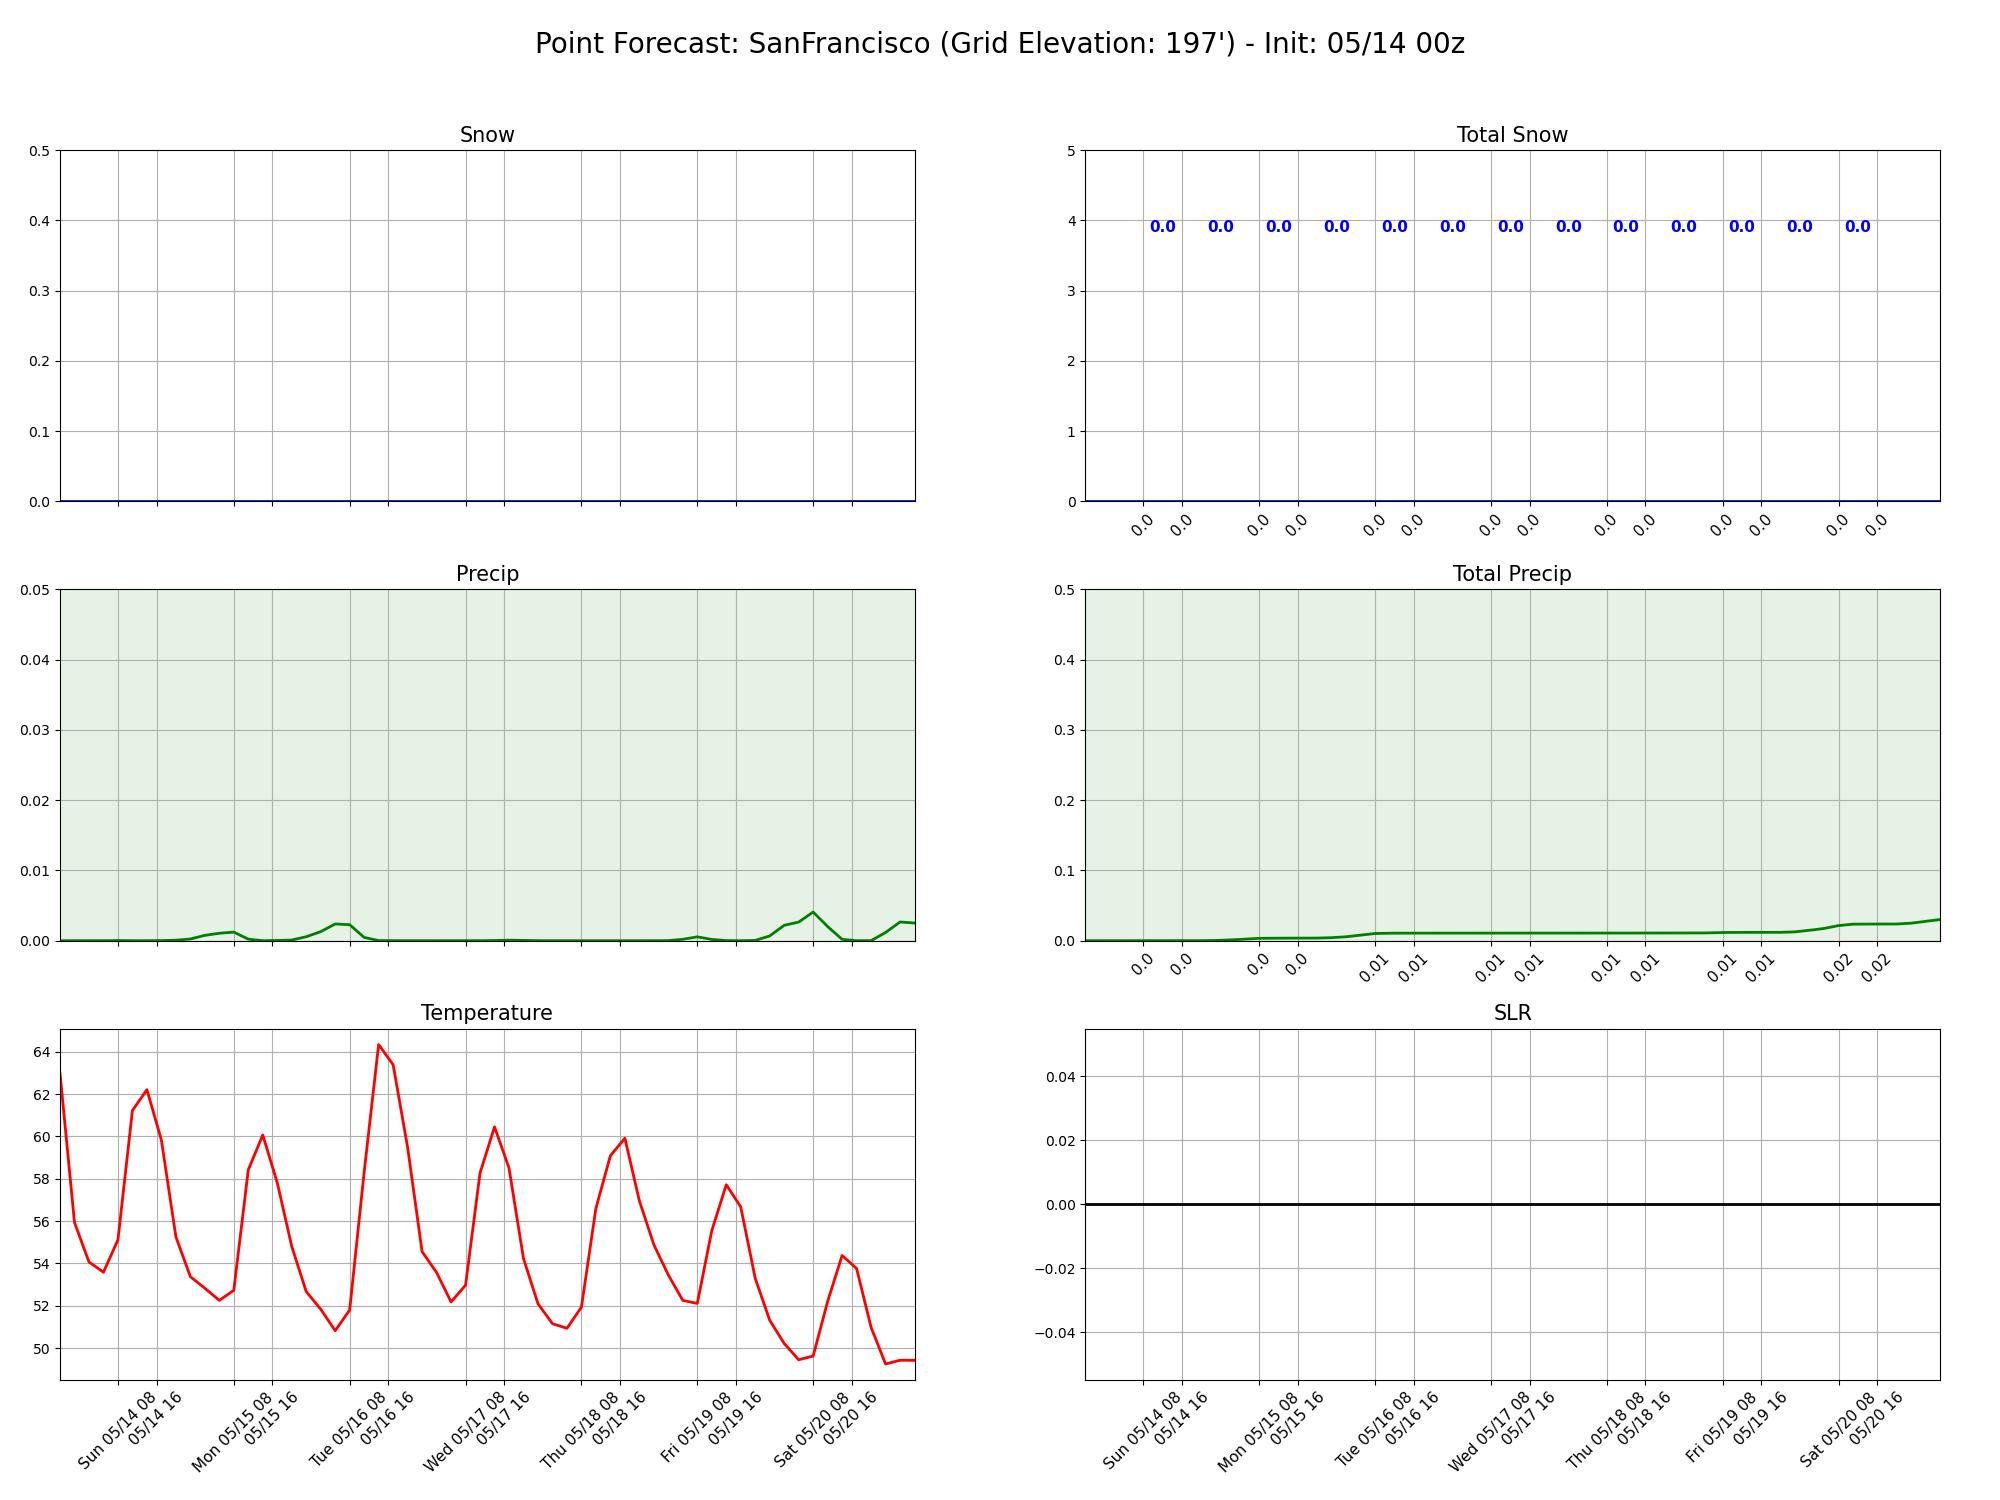 Point Forecast: SanFrancisco (Grid Elevation: 197') - Init: 05/14 00z
Snow
0.5
0.4
0.3
0.2
0.1
0.0
Total Snow
5
4
3
2
1
0
0.0 0.0 0.0 0.0 0.0 0.0 0.0 0.0 0.0 0.0 0.0 0.0 0.0
0.0 0.0 0.0 0.0 0.0 0.0 0.0 0.0 0.0 0.0 0.0 0.0 0.0 0.0
Precip
0.05
0.04
0.03
0.02
0.01
0.00
Total Precip
0.5
0.4
0.3
0.2
0.1
0.0
0.0 0.0 0.0 0.0 0.01 0.01 0.01 0.01 0.01 0.01 0.01 0.01 0.02 0.02
Temperature
64
62
60
58
56
54
52
50
Sun 05/14 08
05/14 16
Mon 05/15 08
05/15 16
Tue 05/16 08
05/16 16
Wed 05/17 08
05/17 16
Thu 05/18 08
05/18 16
Fri 05/19 08
05/19 16
Sat 05/20 08
05/20 16
SLR
0.04
0.02
0.00
−0.02
−0.04
Sun 05/14 08
05/14 16
Mon 05/15 08
05/15 16
Tue 05/16 08
05/16 16
Wed 05/17 08
05/17 16
Thu 05/18 08
05/18 16
Fri 05/19 08
05/19 16
Sat 05/20 08
05/20 16